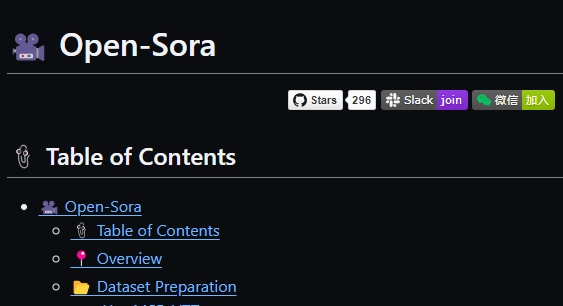 Open-Sora
Stars 296 Slack join 微信 加入
Table of Contents
Open-Sora
Table of Contents
Overview
Dataset Preparation